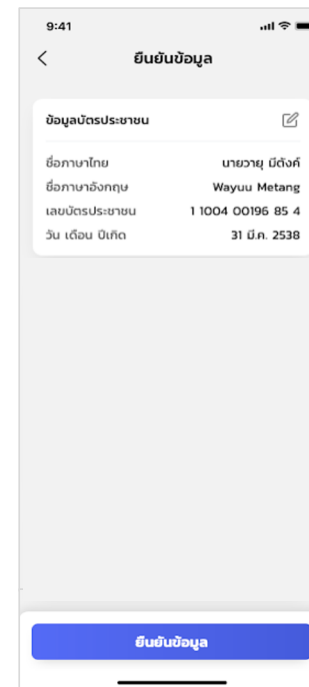 9:41
ยืนยันข้อมูล
ข้อมูลบัตรประชาชน
ชื่อภาษาไทย นายวายุ มีตังค์
ชื่อภาษาอังกฤษ Wayuu Metang
เลขบัตรประชาชน 1 1004 00196 85 4
วัน เดือน ปีเกิด 31 มี.ค. 2538
ยืนยันข้อมูล